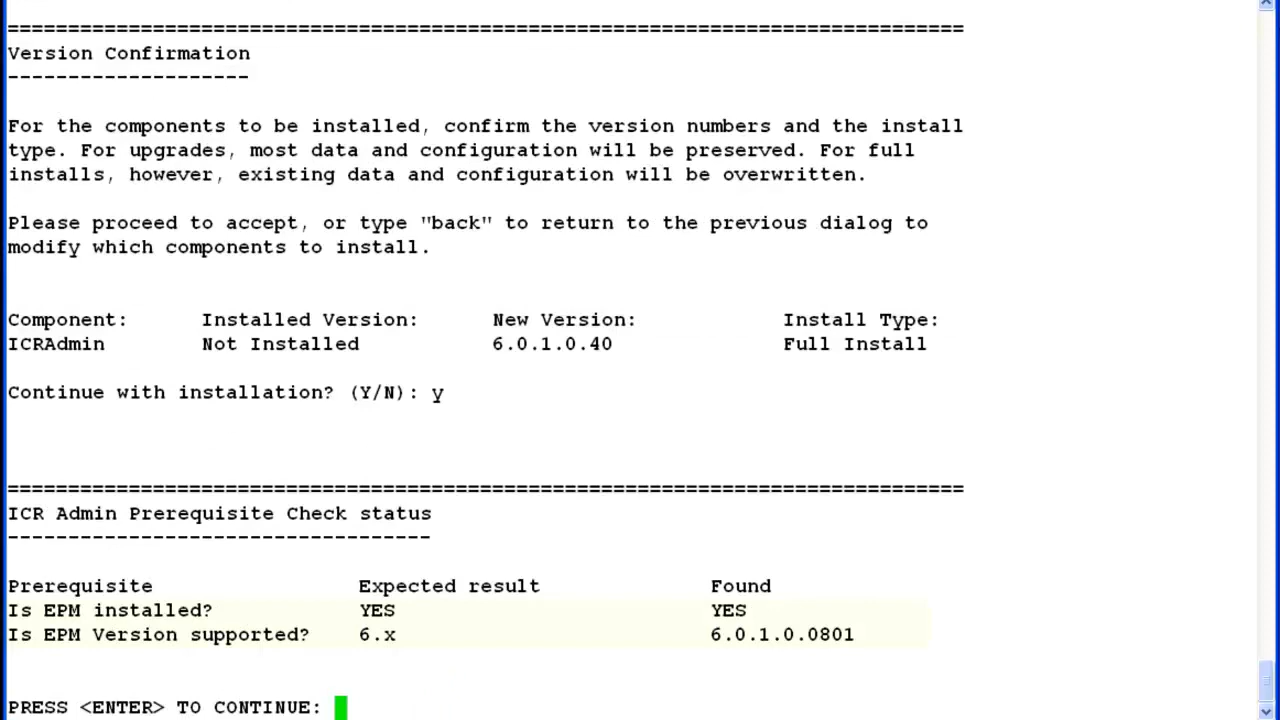 ===============================================================================
Version Confirmation
--------------------
For the components to be installed, confirm the version numbers and the install
type. For upgrades, most data and configuration will be preserved. For full
installs, however, existing data and configuration will be overwritten.
Please proceed to accept, or type "back" to return to the previous dialog to
modify which components to install.
Component: Installed Version: New Version: Install Type:
ICRAdmin Not Installed 6.0.1.0.40 Full Install
Continue with installation? (Y/N): y
===============================================================================
ICR Admin Prerequisite Check status
-----------------------------------
Prerequisite Expected result Found
Is EPM installed? YES YES
Is EPM Version supported? 6.x 6.0.1.0.0801
PRESS <ENTER> TO CONTINUE: